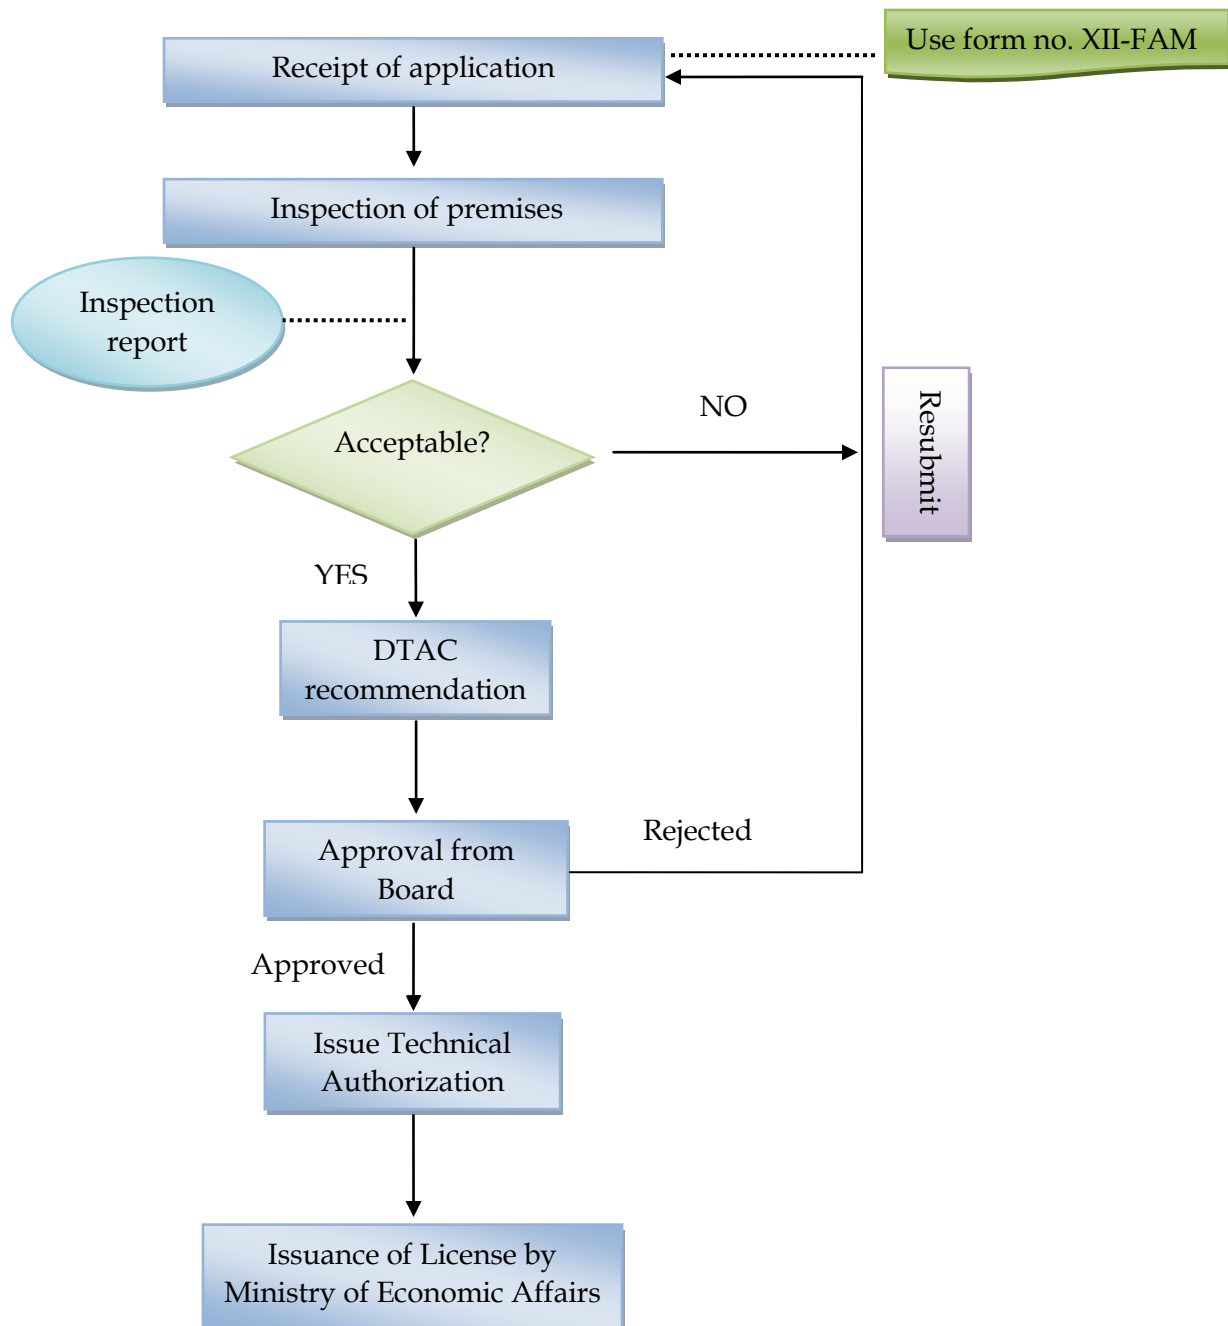 Use form no. XII-FAM
Receipt of application
Inspection of premises
Inspection
report
Acceptable?
NO
Resubmit
YES
DTAC
recommendation
Approval from
Board
Rejected
Approved
Issue Technical
Authorization
Issuance of License by
Ministry of Economic Affairs